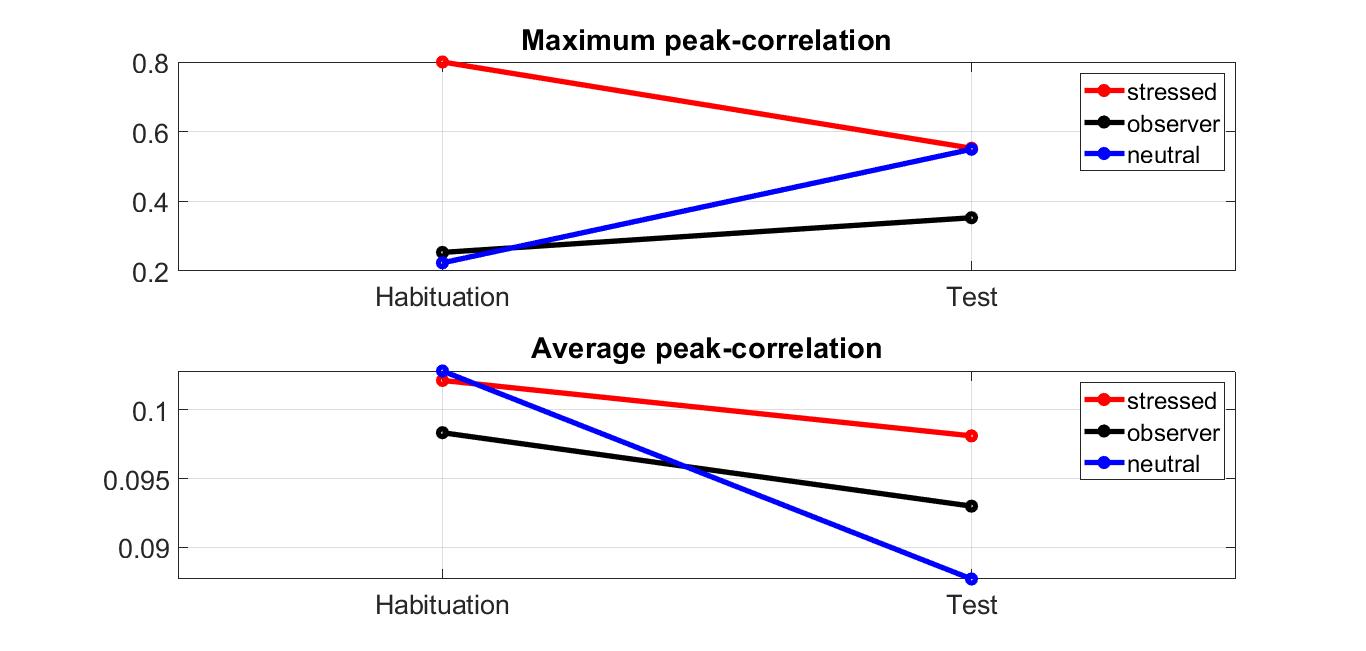 Maximum peak-correlation
0.8
0.6
0.4
0.2
stressed
observer
neutral
Habituation Test
Average peak-correlation
0.1
0.095
0.09
stressed
observer
neutral
Habituation Test